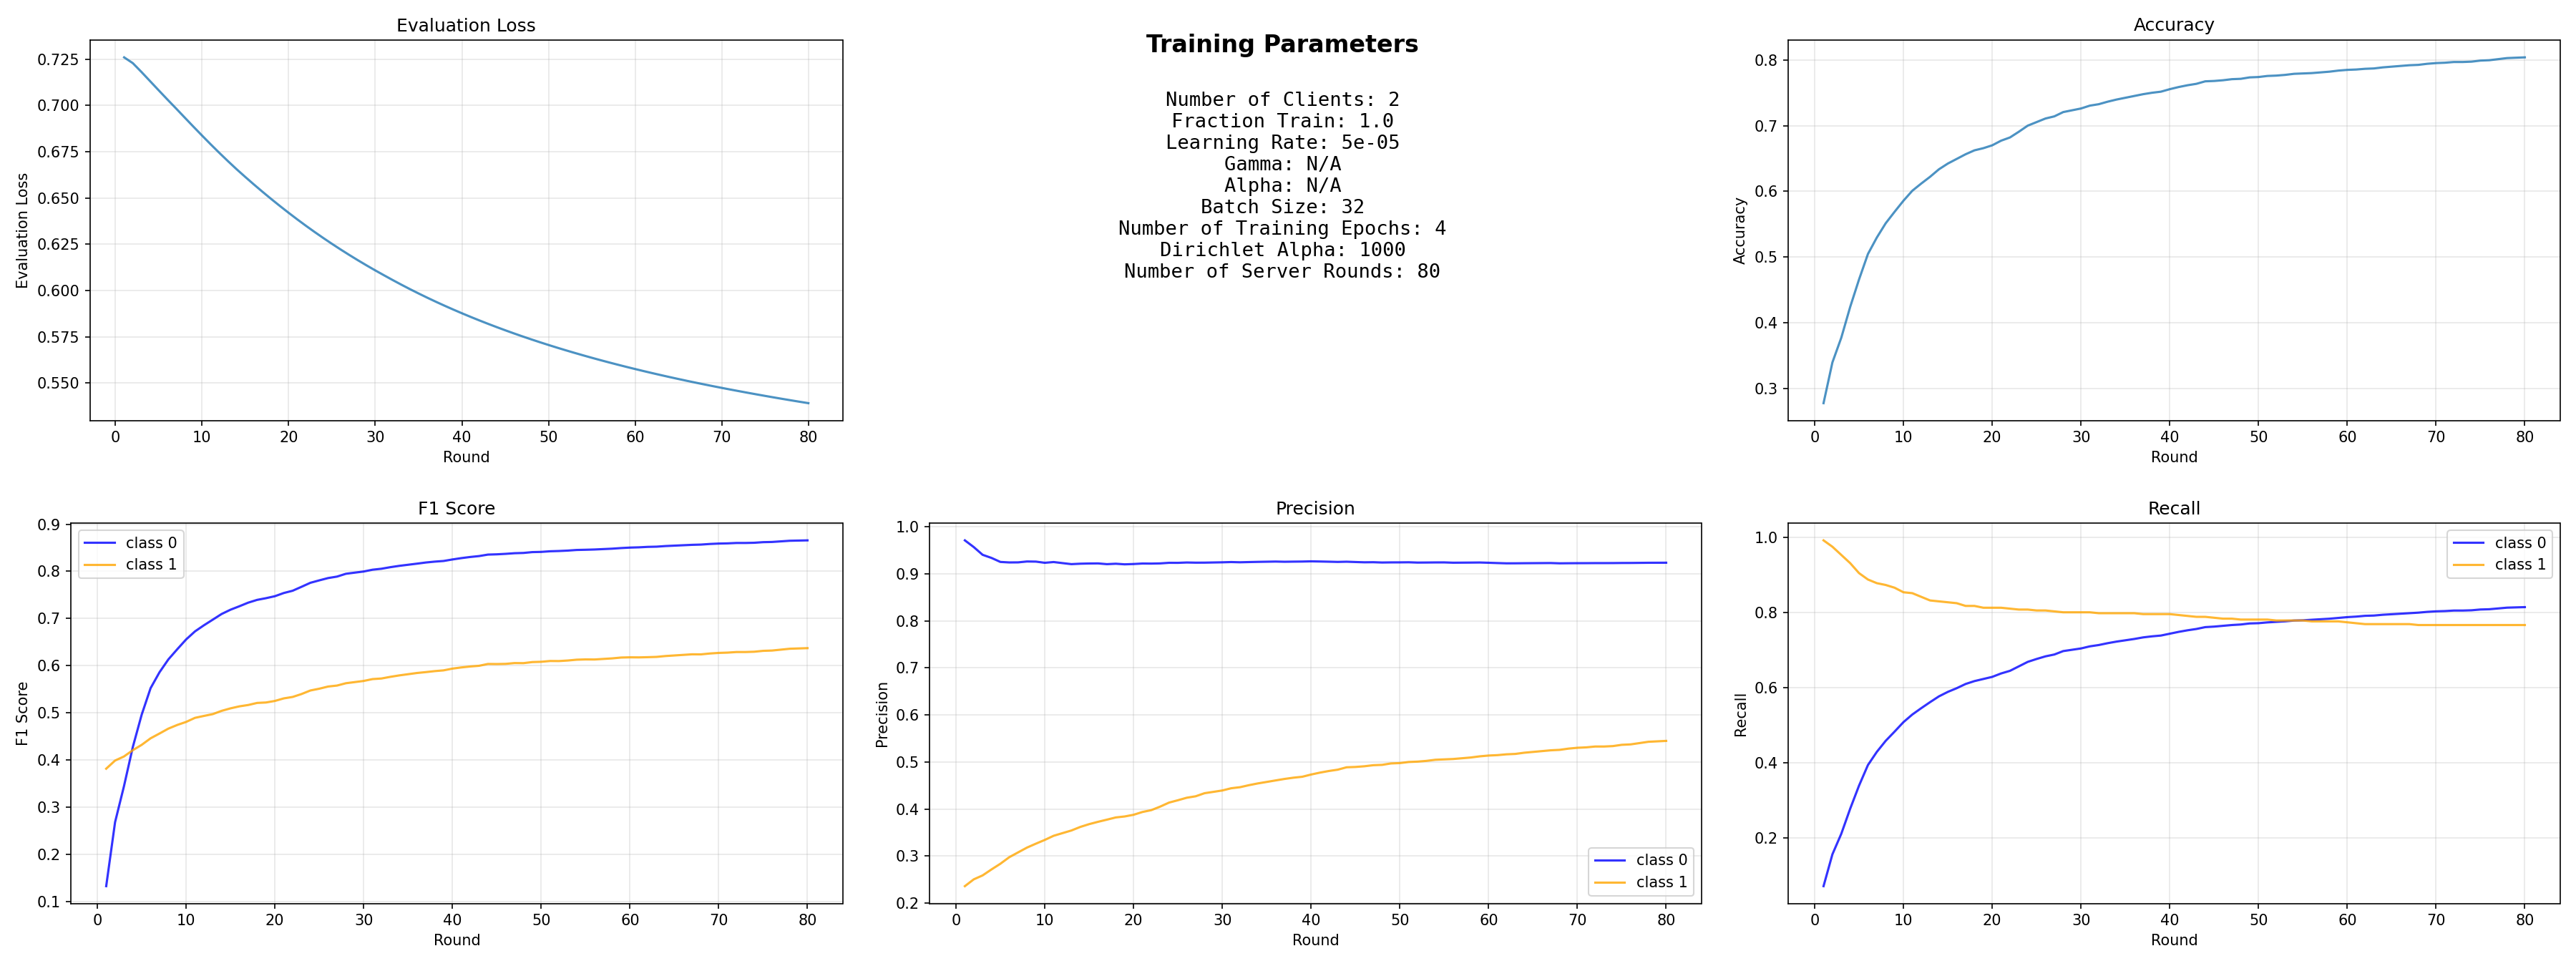 Evaluation Loss
0.725
0.700
0.675
0.650
0.625
0.600
0.575
0.550
Evaluation Loss
0 10 20 30 40 50 60 70 80
Round
Training Parameters
Number of Clients: 2
Fraction Train: 1.0
Learning Rate: 5e-05
Gamma: N/A
Alpha: N/A
Batch Size: 32
Number of Training Epochs: 4
Dirichlet Alpha: 1000
Number of Server Rounds: 80
Accuracy
0.8
0.7
0.6
0.5
0.4
0.3
Accuracy
0 10 20 30 40 50 60 70 80
Round
F1 Score
0.9
0.8
0.7
0.6
0.5
0.4
0.3
0.2
0.1
F1 Score
class 0
class 1
0 10 20 30 40 50 60 70 80
Round
Precision
1.0
0.9
0.8
0.7
0.6
0.5
0.4
0.3
0.2
Precision
class 0
class 1
0 10 20 30 40 50 60 70 80
Round
Recall
1.0
0.8
0.6
0.4
0.2
Recall
class 0
class 1
0 10 20 30 40 50 60 70 80
Round